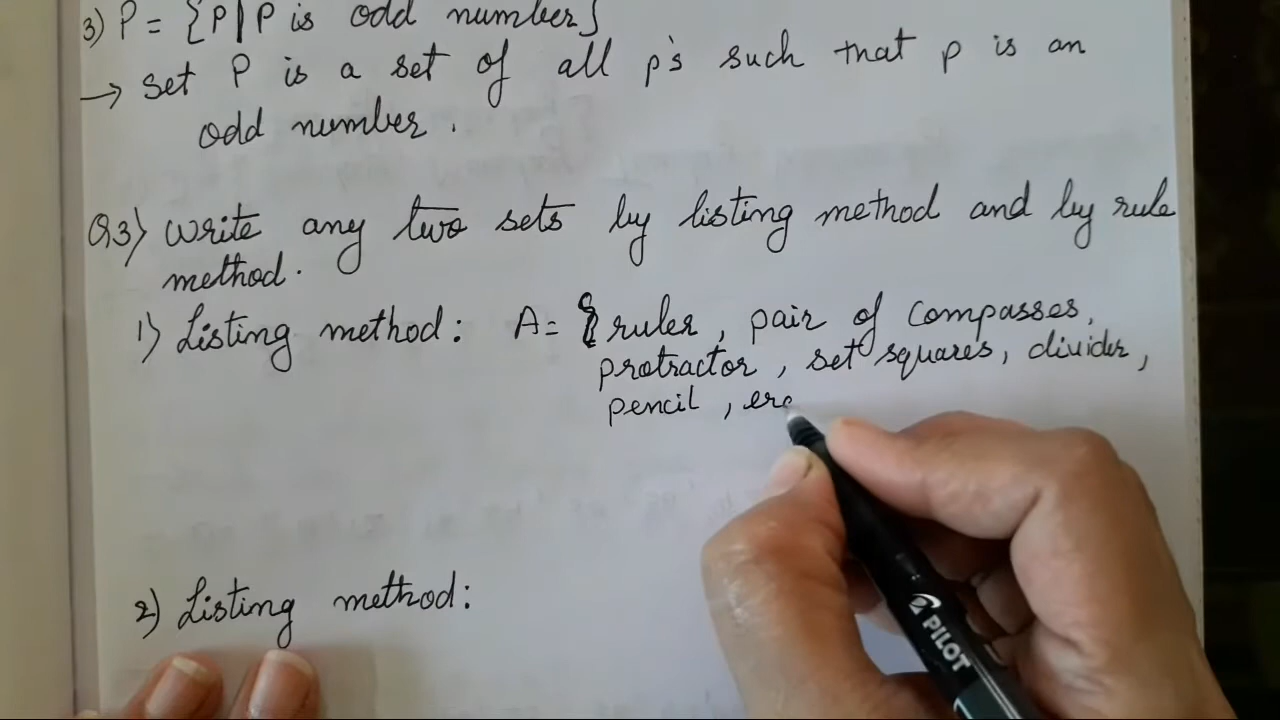 3) P = {P | P is odd number}
→ Set P is a set of all p's such that p is an
odd number.
Q3) Write any two sets by listing method and by rule
method.
1) Listing method: A = { ruler, pair of compasses,
protractor, set squares, divider,
pencil, era
2) Listing method:
PILOT